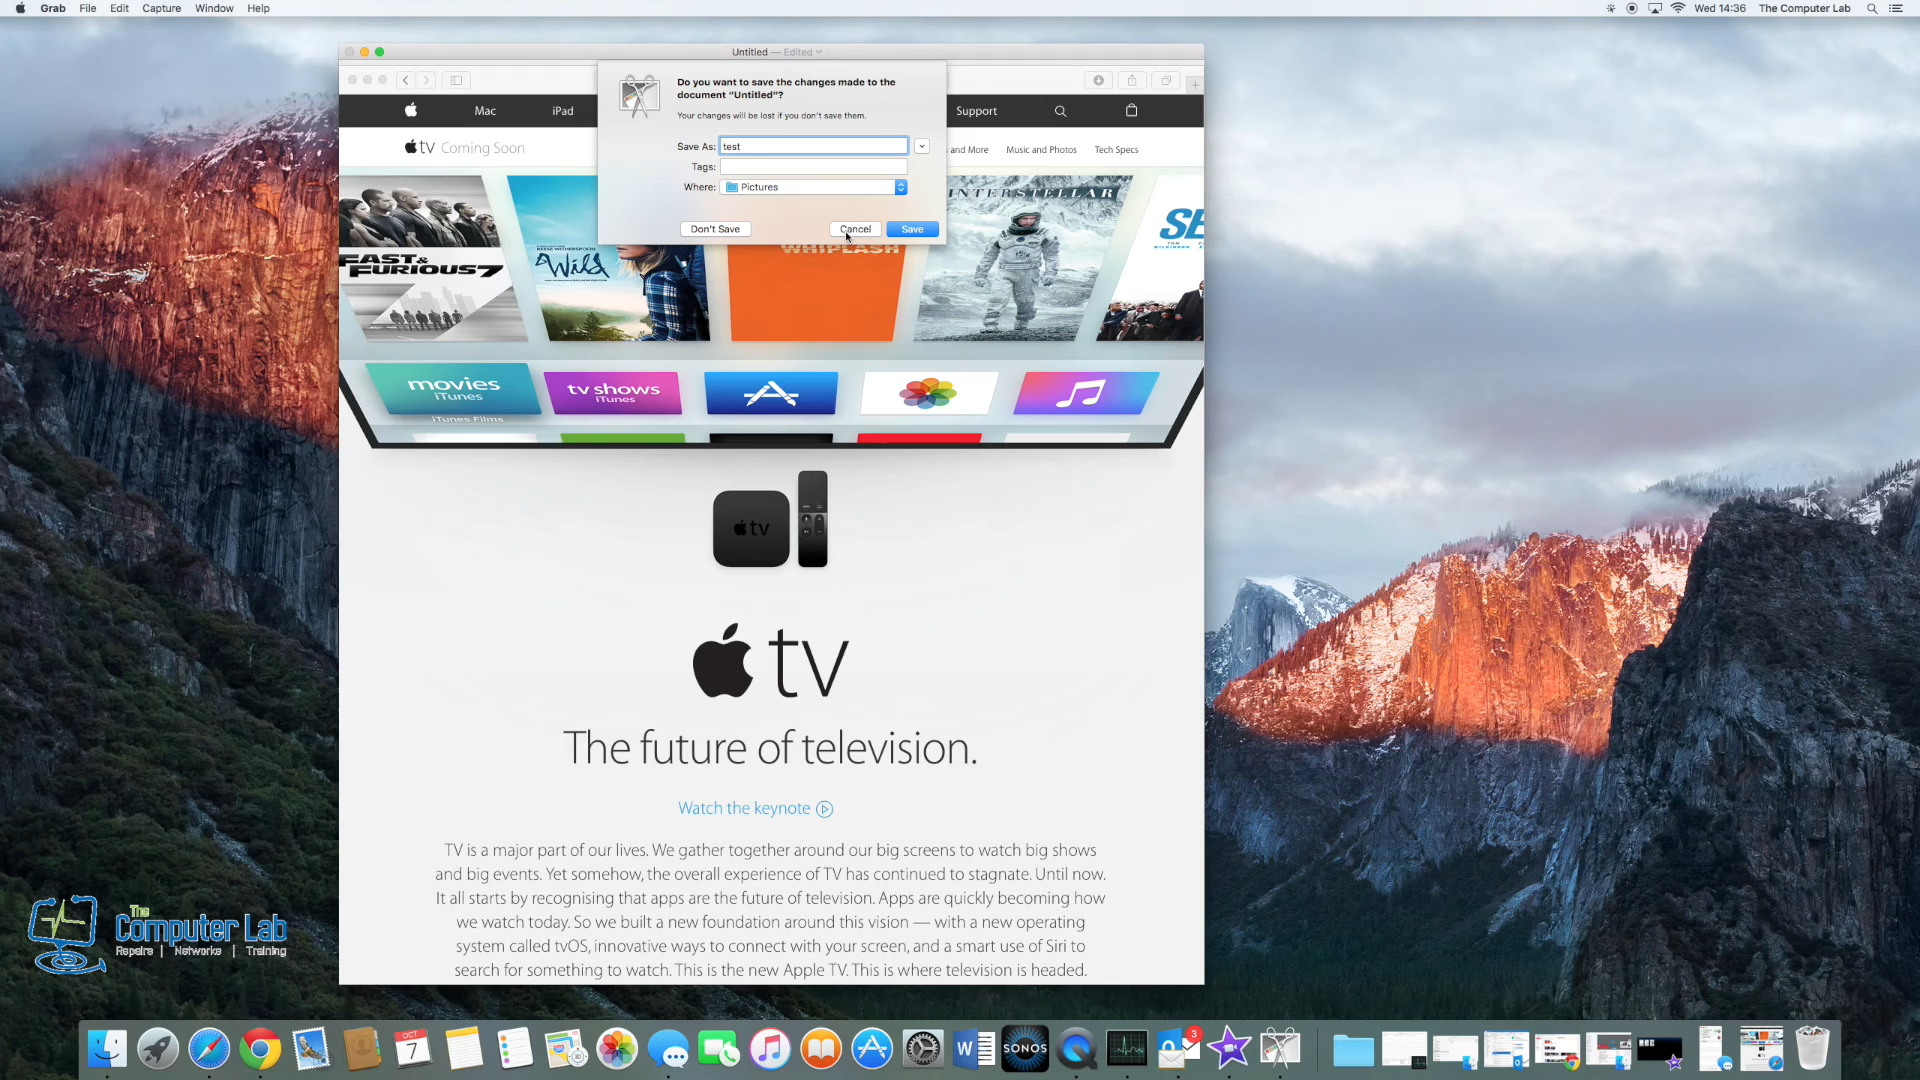 Grab File Edit Capture Window Help
Wed 14:36 The Computer Lab
Untitled — Edited
Do you want to save the changes made to the
document “Untitled”?
Your changes will be lost if you don’t save them.
Save As: test
Tags:
Where: Pictures
Don’t Save Cancel Save
Mac iPad Support
tv Coming Soon
and More Music and Photos Tech Specs
FAST &
FURIOUS 7
REESE WITHERSPOON
Wild
WHIPLASH
INTERSTELLAR
SE
movies
iTunes
tv shows
iTunes
iTunes Films
tv
tv
The future of television.
Watch the keynote
TV is a major part of our lives. We gather together around our big screens to watch big shows
and big events. Yet somehow, the overall experience of TV has continued to stagnate. Until now.
It all starts by recognising that apps are the future of television. Apps are quickly becoming how
we watch today. So we built a new foundation around this vision — with a new operating
system called tvOS, innovative ways to connect with your screen, and a smart use of Siri to
search for something to watch. This is the new Apple TV. This is where television is headed.
The
Computer Lab
Repairs | Networks | Training
OCT
7
W
SONOS
3